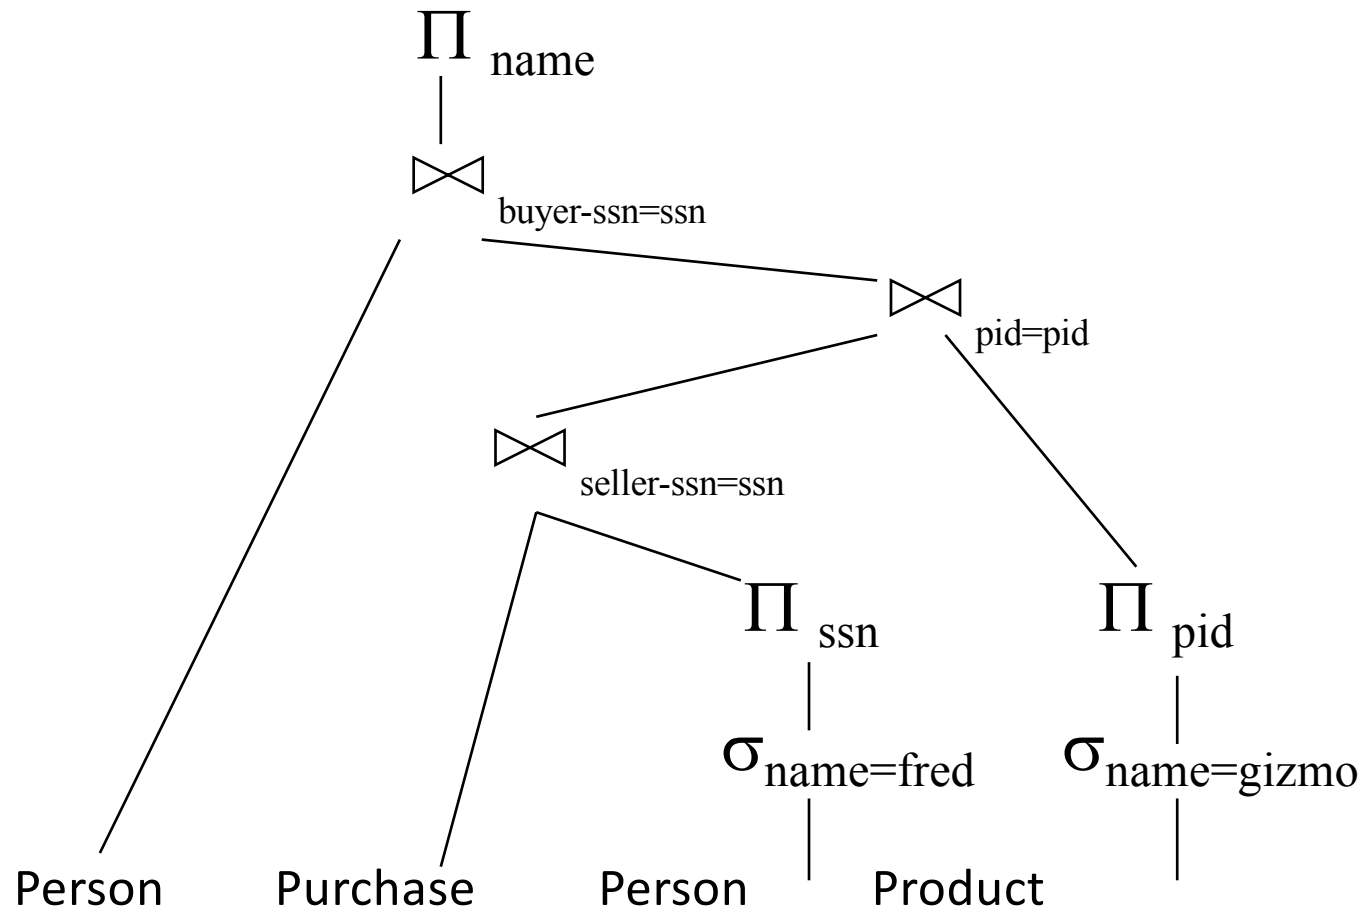 Π name
⋈ buyer-ssn=ssn
⋈ pid=pid
⋈ seller-ssn=ssn
Π ssn Π pid
σname=fred σname=gizmo
Person Purchase Person Product